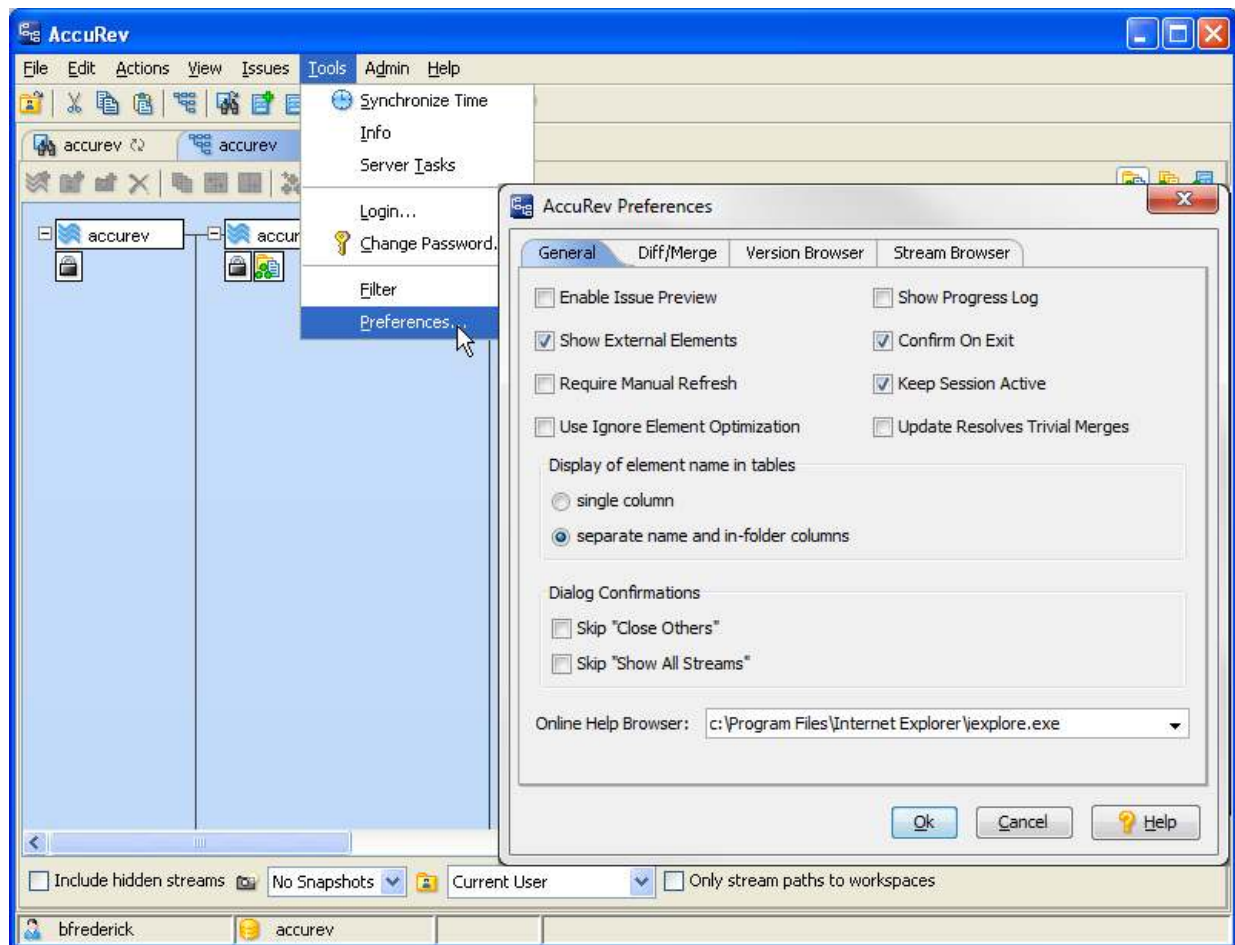 AccuRev
File Edit Actions View Issues Tools Admin Help
Synchronize Time
Info
Server Tasks
Login...
Change Password.
Filter
Preferences...
accurev
accurev
accurev
accur
AccuRev Preferences
General Diff/Merge Version Browser Stream Browser
Enable Issue Preview Show Progress Log
Show External Elements Confirm On Exit
Require Manual Refresh Keep Session Active
Use Ignore Element Optimization Update Resolves Trivial Merges
Display of element name in tables
single column
separate name and in-folder columns
Dialog Confirmations
Skip "Close Others"
Skip "Show All Streams"
Online Help Browser: c:\Program Files\Internet Explorer\iexplore.exe
Ok Cancel Help
Include hidden streams No Snapshots Current User Only stream paths to workspaces
bfrederick accurev